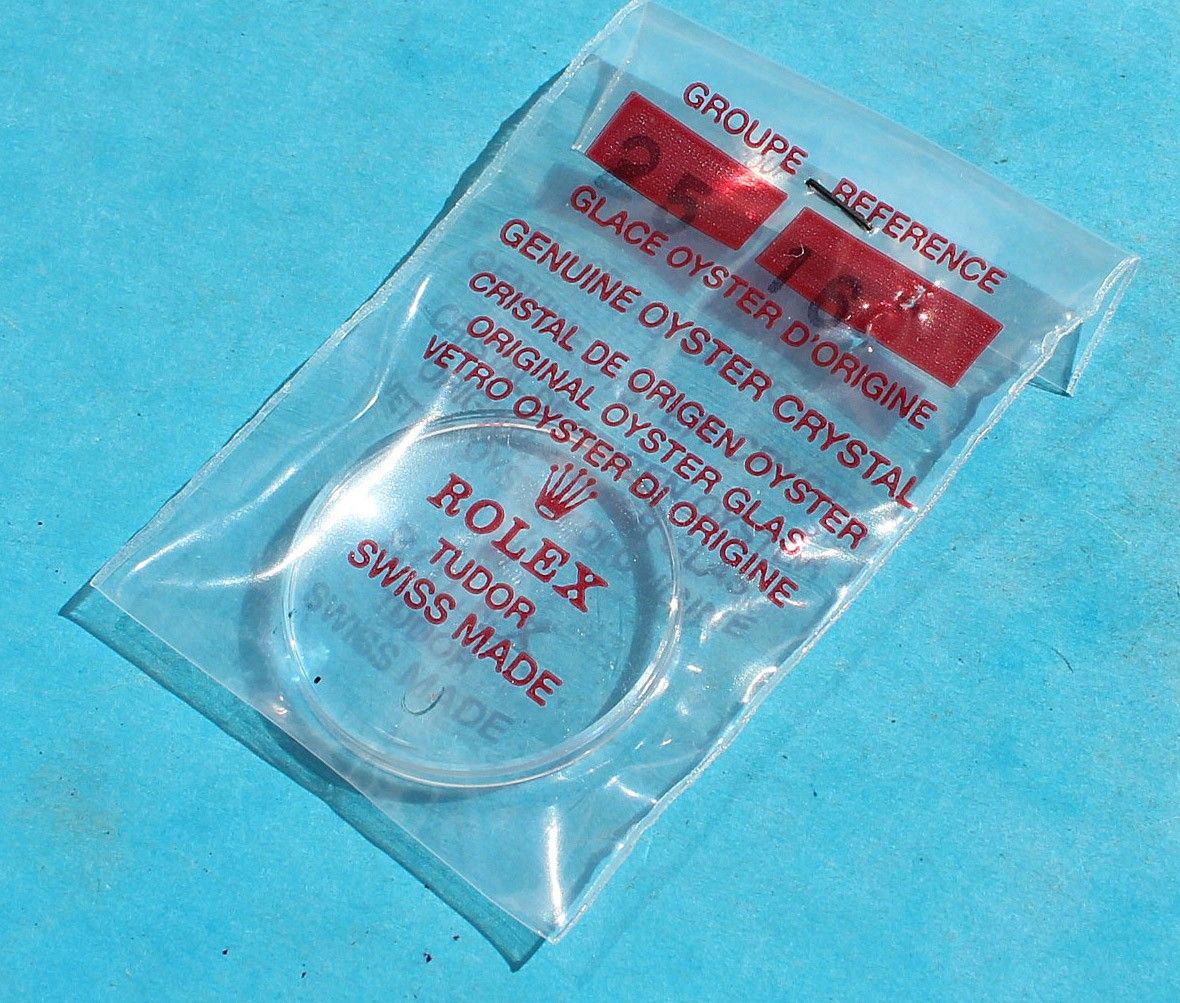 GROUPE REFERENCE
25 16
GLACE OYSTER D'ORIGINE
GENUINE OYSTER CRYSTAL
CRISTAL DE ORIGEN OYSTER
ORIGINAL OYSTER GLAS
VETRO OYSTER DI ORIGINE
ROLEX
TUDOR
SWISS MADE